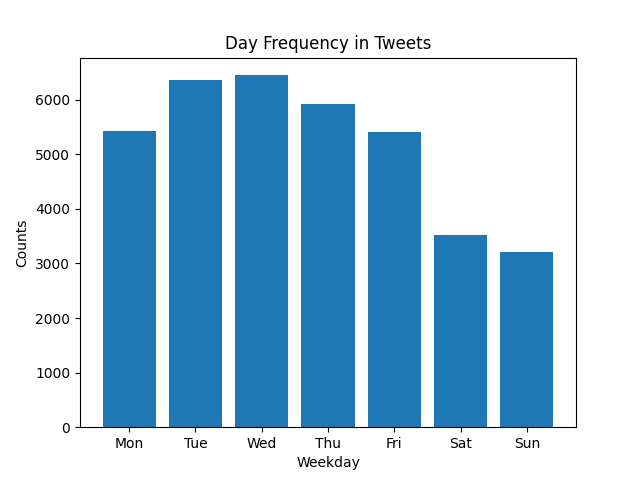 Day Frequency in Tweets
6000
5000
4000
3000
2000
1000
0
Counts
Mon Tue Wed Thu Fri Sat Sun
Weekday